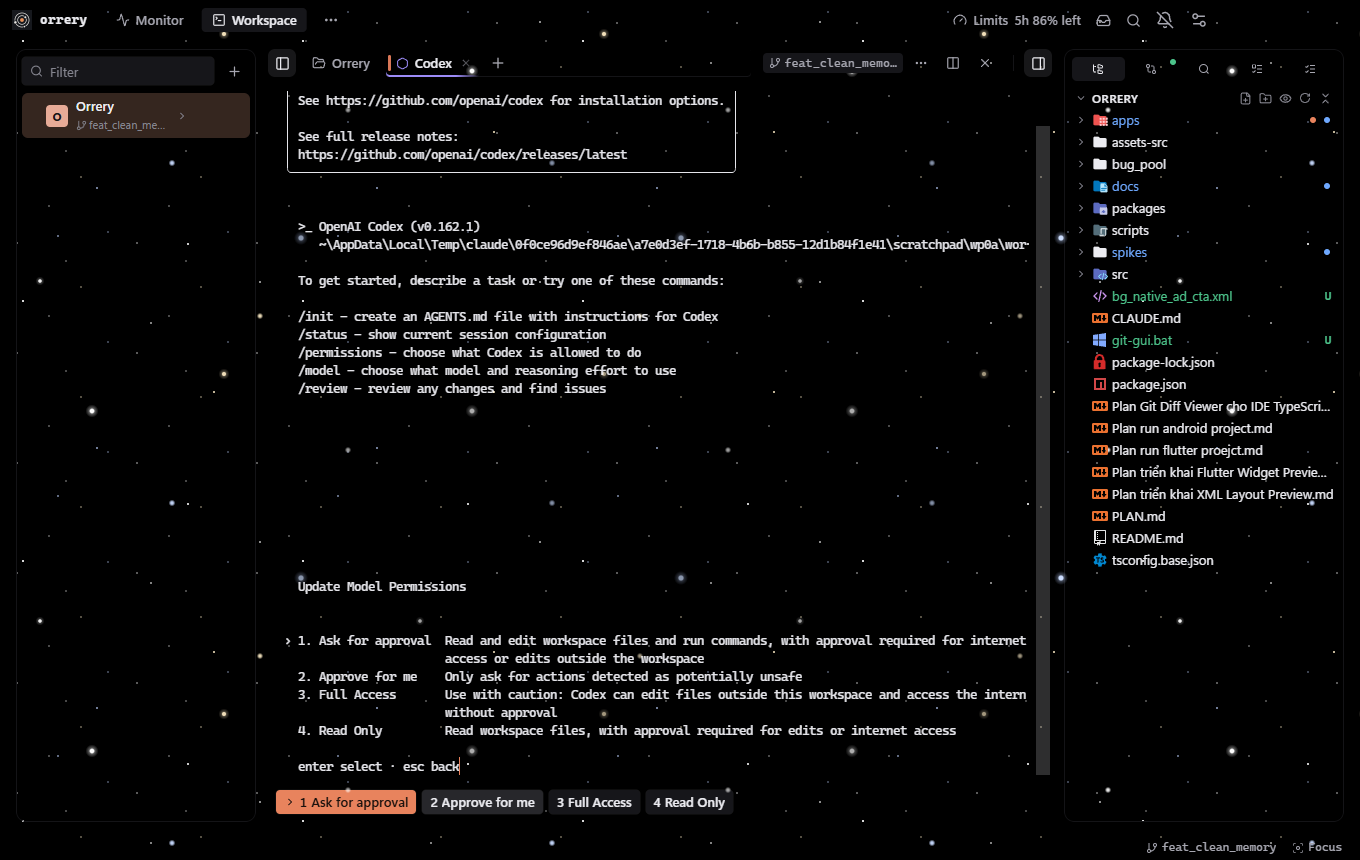 orrery
Monitor
Workspace
Limits 5h 86% left
Filter
Orrery
Codex
feat_clean_memo…
O
Orrery
feat_clean_me...
See https://github.com/openai/codex for installation options.
See full release notes:
https://github.com/openai/codex/releases/latest
>_ OpenAI Codex (v0.162.1)
~\AppData\Local\Temp\claude\0f0ce96d9ef846ae\a7e0d3ef-1718-4b6b-b855-12d1b84f1e41\scratchpad\wp0a\wor
To get started, describe a task or try one of these commands:
/init - create an AGENTS.md file with instructions for Codex
/status - show current session configuration
/permissions - choose what Codex is allowed to do
/model - choose what model and reasoning effort to use
/review - review any changes and find issues
Update Model Permissions
› 1. Ask for approval Read and edit workspace files and run commands, with approval required for internet
access or edits outside the workspace
2. Approve for me Only ask for actions detected as potentially unsafe
3. Full Access Use with caution: Codex can edit files outside this workspace and access the intern
without approval
4. Read Only Read workspace files, with approval required for edits or internet access
enter select · esc back
› 1 Ask for approval
2 Approve for me
3 Full Access
4 Read Only
ORRERY
apps
assets-src
bug_pool
docs
packages
scripts
spikes
src
bg_native_ad_cta.xml U
CLAUDE.md
git-gui.bat U
package-lock.json
package.json
Plan Git Diff Viewer cho IDE TypeScri...
Plan run android project.md
Plan run flutter proejct.md
Plan triển khai Flutter Widget Previe...
Plan triển khai XML Layout Preview.md
PLAN.md
README.md
tsconfig.base.json
feat_clean_memory
Focus